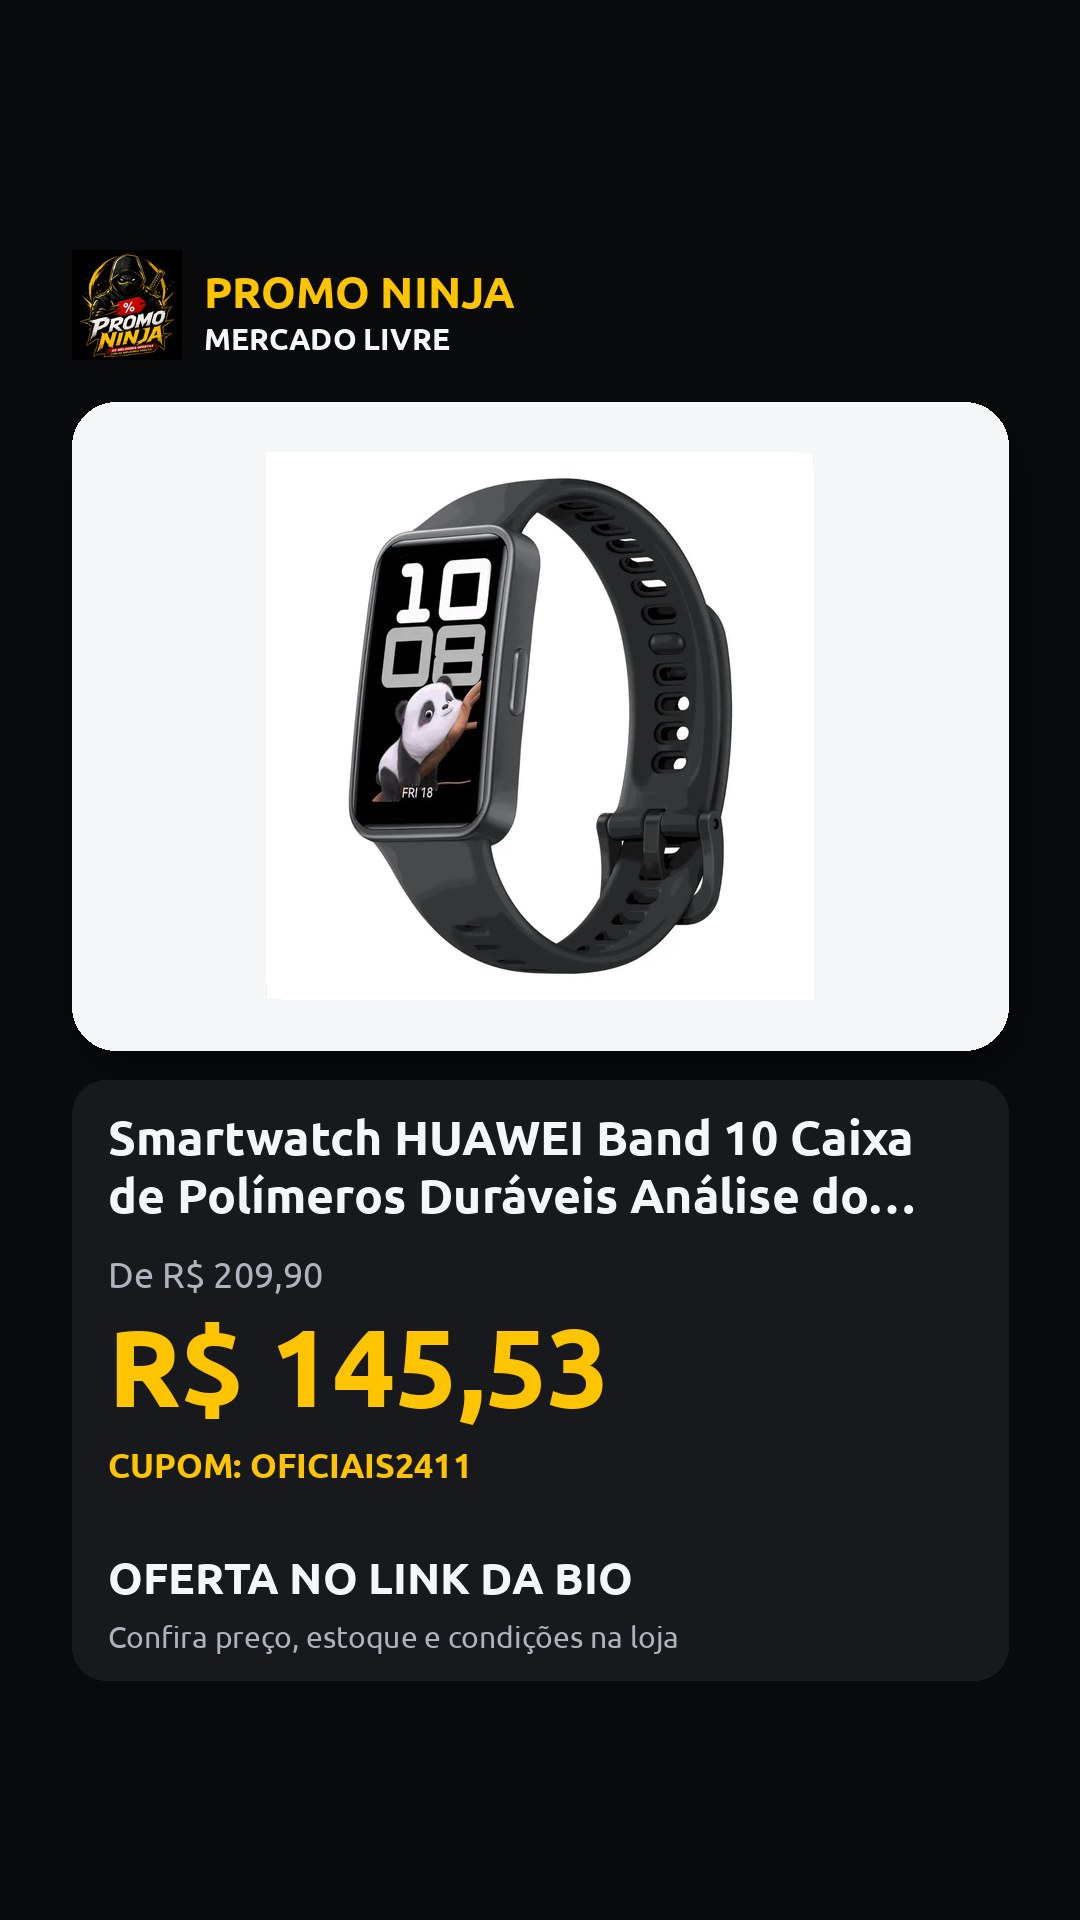 %
PROMO
NINJA
PROMO NINJA
MERCADO LIVRE
10
08
FRI 18
Smartwatch HUAWEI Band 10 Caixa
de Polímeros Duráveis Análise do...
De R$ 209,90
R$ 145,53
CUPOM: OFICIAIS2411
OFERTA NO LINK DA BIO
Confira preço, estoque e condições na loja